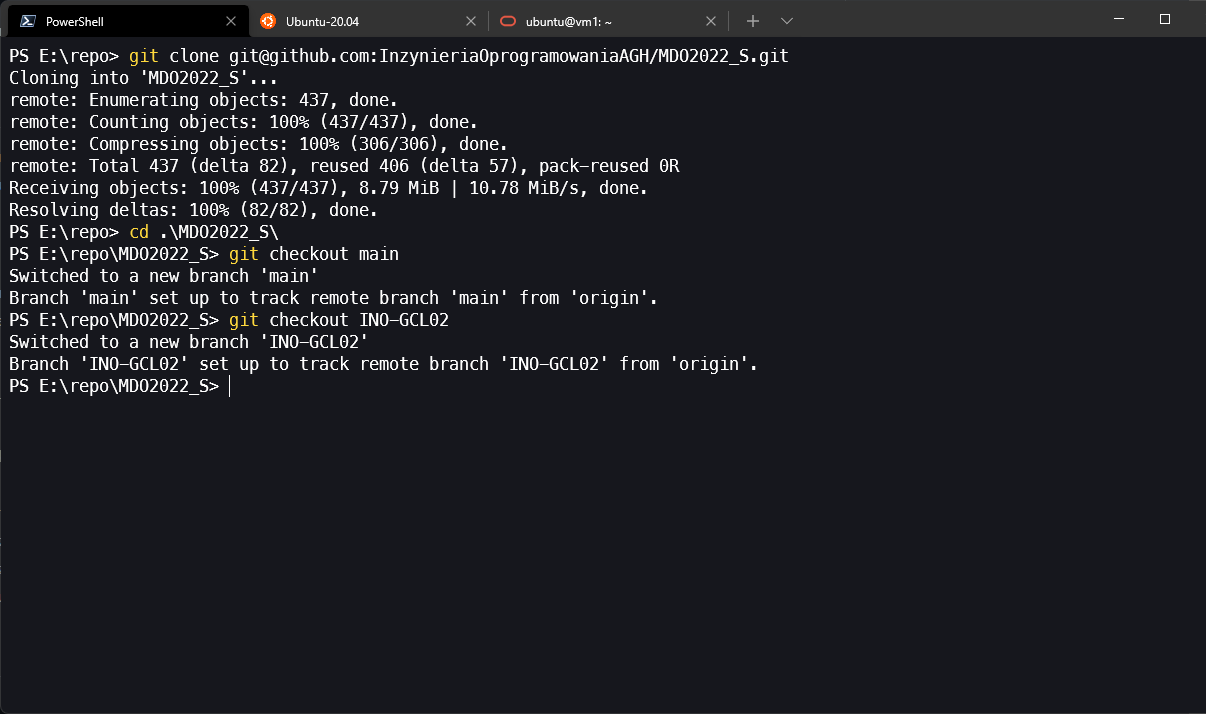 PowerShell
Ubuntu-20.04
ubuntu@vm1: ~
PS E:\repo> git clone git@github.com:InzynieriaOprogramowaniaAGH/MDO2022_S.git
Cloning into 'MDO2022_S'...
remote: Enumerating objects: 437, done.
remote: Counting objects: 100% (437/437), done.
remote: Compressing objects: 100% (306/306), done.
remote: Total 437 (delta 82), reused 406 (delta 57), pack-reused 0R
Receiving objects: 100% (437/437), 8.79 MiB | 10.78 MiB/s, done.
Resolving deltas: 100% (82/82), done.
PS E:\repo> cd .\MDO2022_S\
PS E:\repo\MDO2022_S> git checkout main
Switched to a new branch 'main'
Branch 'main' set up to track remote branch 'main' from 'origin'.
PS E:\repo\MDO2022_S> git checkout INO-GCL02
Switched to a new branch 'INO-GCL02'
Branch 'INO-GCL02' set up to track remote branch 'INO-GCL02' from 'origin'.
PS E:\repo\MDO2022_S>